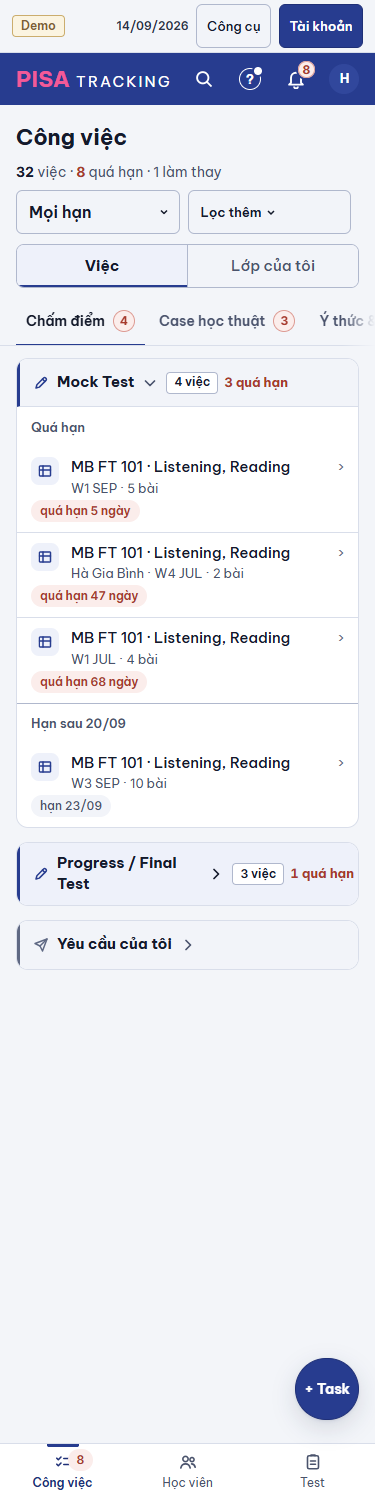 Demo
14/09/2026
Công cụ
Tài khoản
PISA TRACKING
?
8
H
Công việc
32 việc · 8 quá hạn · 1 làm thay
Mọi hạn
Lọc thêm
Việc
Lớp của tôi
Chấm điểm 4
Case học thuật 3
Ý thức &
Mock Test
4 việc
3 quá hạn
Quá hạn
MB FT 101 · Listening, Reading
W1 SEP · 5 bài
quá hạn 5 ngày
MB FT 101 · Listening, Reading
Hà Gia Bình · W4 JUL · 2 bài
quá hạn 47 ngày
MB FT 101 · Listening, Reading
W1 JUL · 4 bài
quá hạn 68 ngày
Hạn sau 20/09
MB FT 101 · Listening, Reading
W3 SEP · 10 bài
hạn 23/09
Progress / Final
Test
3 việc
1 quá hạn
Yêu cầu của tôi
+ Task
8
Công việc
Học viên
Test